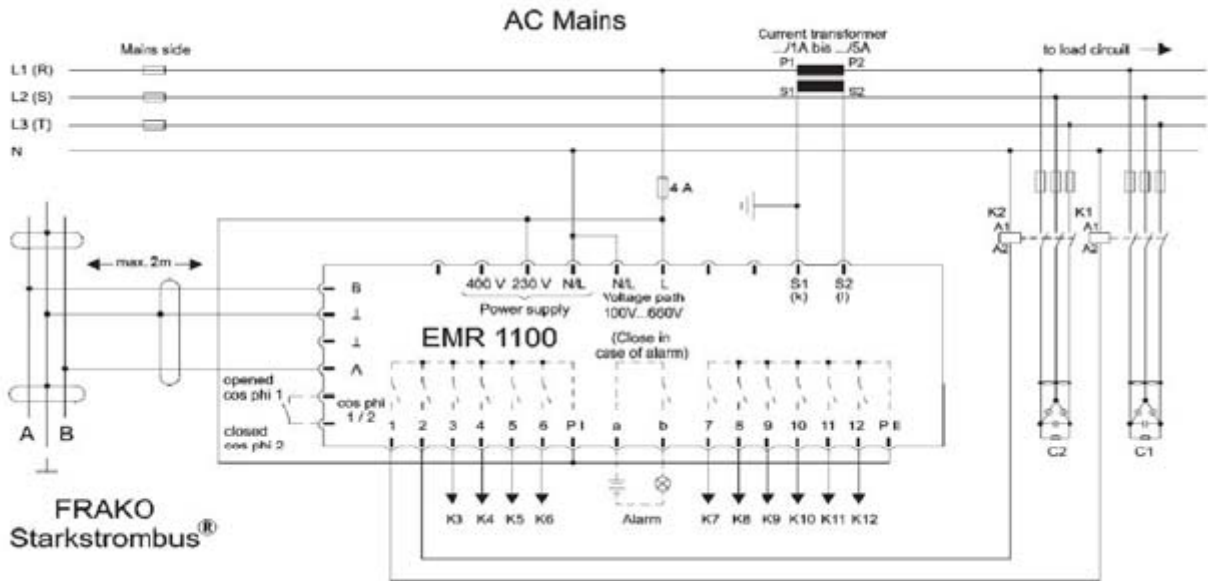 AC Mains
Mains side
Current transformer
.../1A bis .../5A
to load circuit
P1 P2
L1 (R)
S1 S2
L2 (S)
L3 (T)
N
4 A
K2 K1
A1 A1
A2 A2
max. 2m
400 V 230 V N/L N/L L S1 S2
(k) (l)
Power supply
Voltage path
100V...660V
B
⊥
EMR 1100
(Close in
case of alarm)
⊥
A
opened
cos phi 1
cos phi
1 / 2
closed
cos phi 2
1 2 3 4 5 6 P I a b 7 8 9 10 11 12 P II
A B
C2 C1
K3 K4 K5 K6 Alarm K7 K8 K9 K10 K11 K12
FRAKO
Starkstrombus®